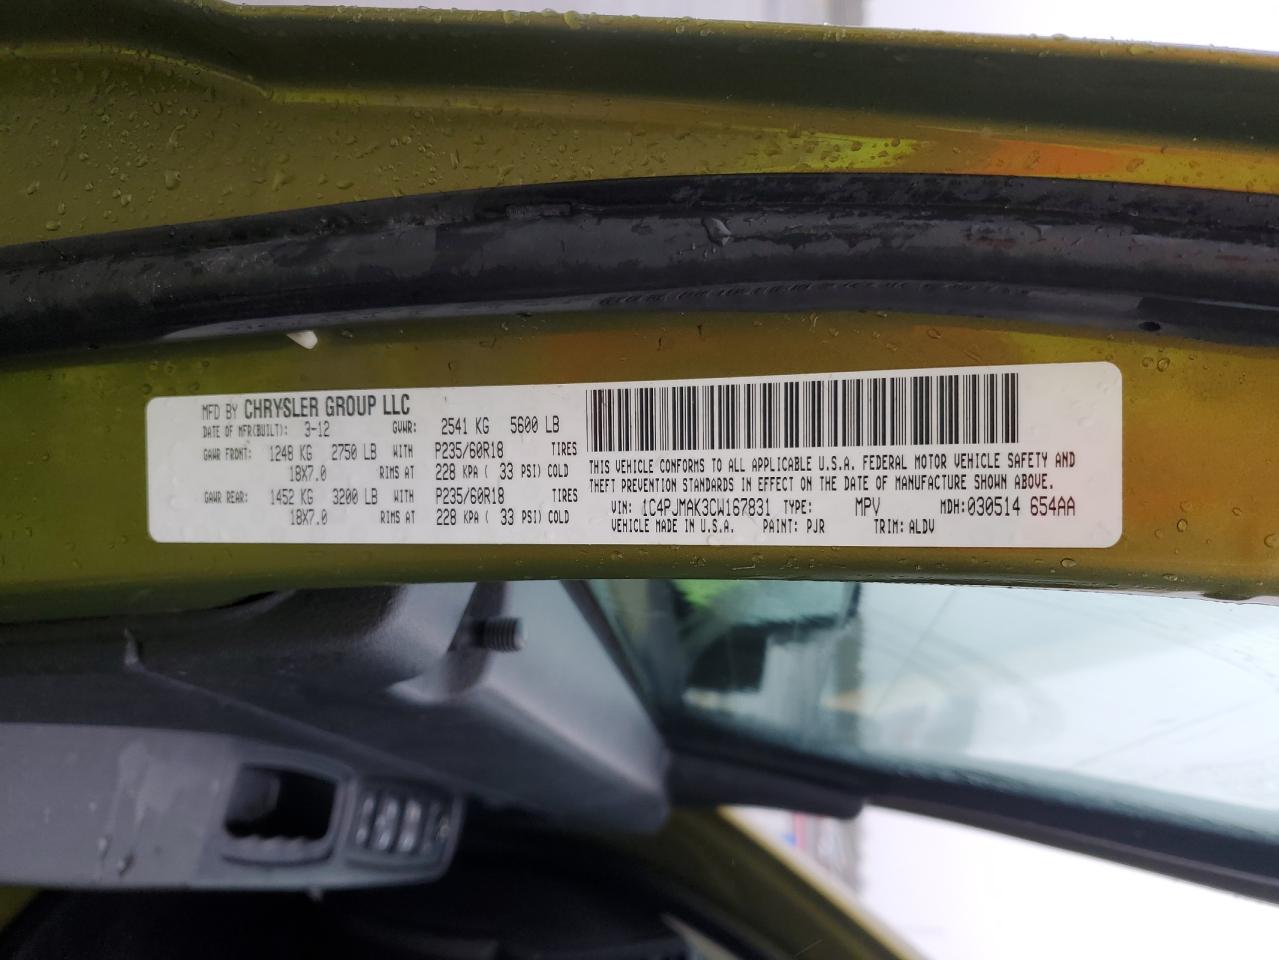 MFD BY CHRYSLER GROUP LLC
DATE OF MFR(BUILT): 3-12 GVWR: 2541 KG 5600 LB
GAWR FRONT: 1248 KG 2750 LB WITH P235/60R18 TIRES
18X7.0 RIMS AT 228 KPA ( 33 PSI) COLD
GAWR REAR: 1452 KG 3200 LB WITH P235/60R18 TIRES
18X7.0 RIMS AT 228 KPA ( 33 PSI) COLD
THIS VEHICLE CONFORMS TO ALL APPLICABLE U.S.A. FEDERAL MOTOR VEHICLE SAFETY AND
THEFT PREVENTION STANDARDS IN EFFECT ON THE DATE OF MANUFACTURE SHOWN ABOVE.
VIN: 1C4PJMAK3CW167831 TYPE: MPV MDH:030514 654AA
VEHICLE MADE IN U.S.A. PAINT: PJR TRIM: ALDV